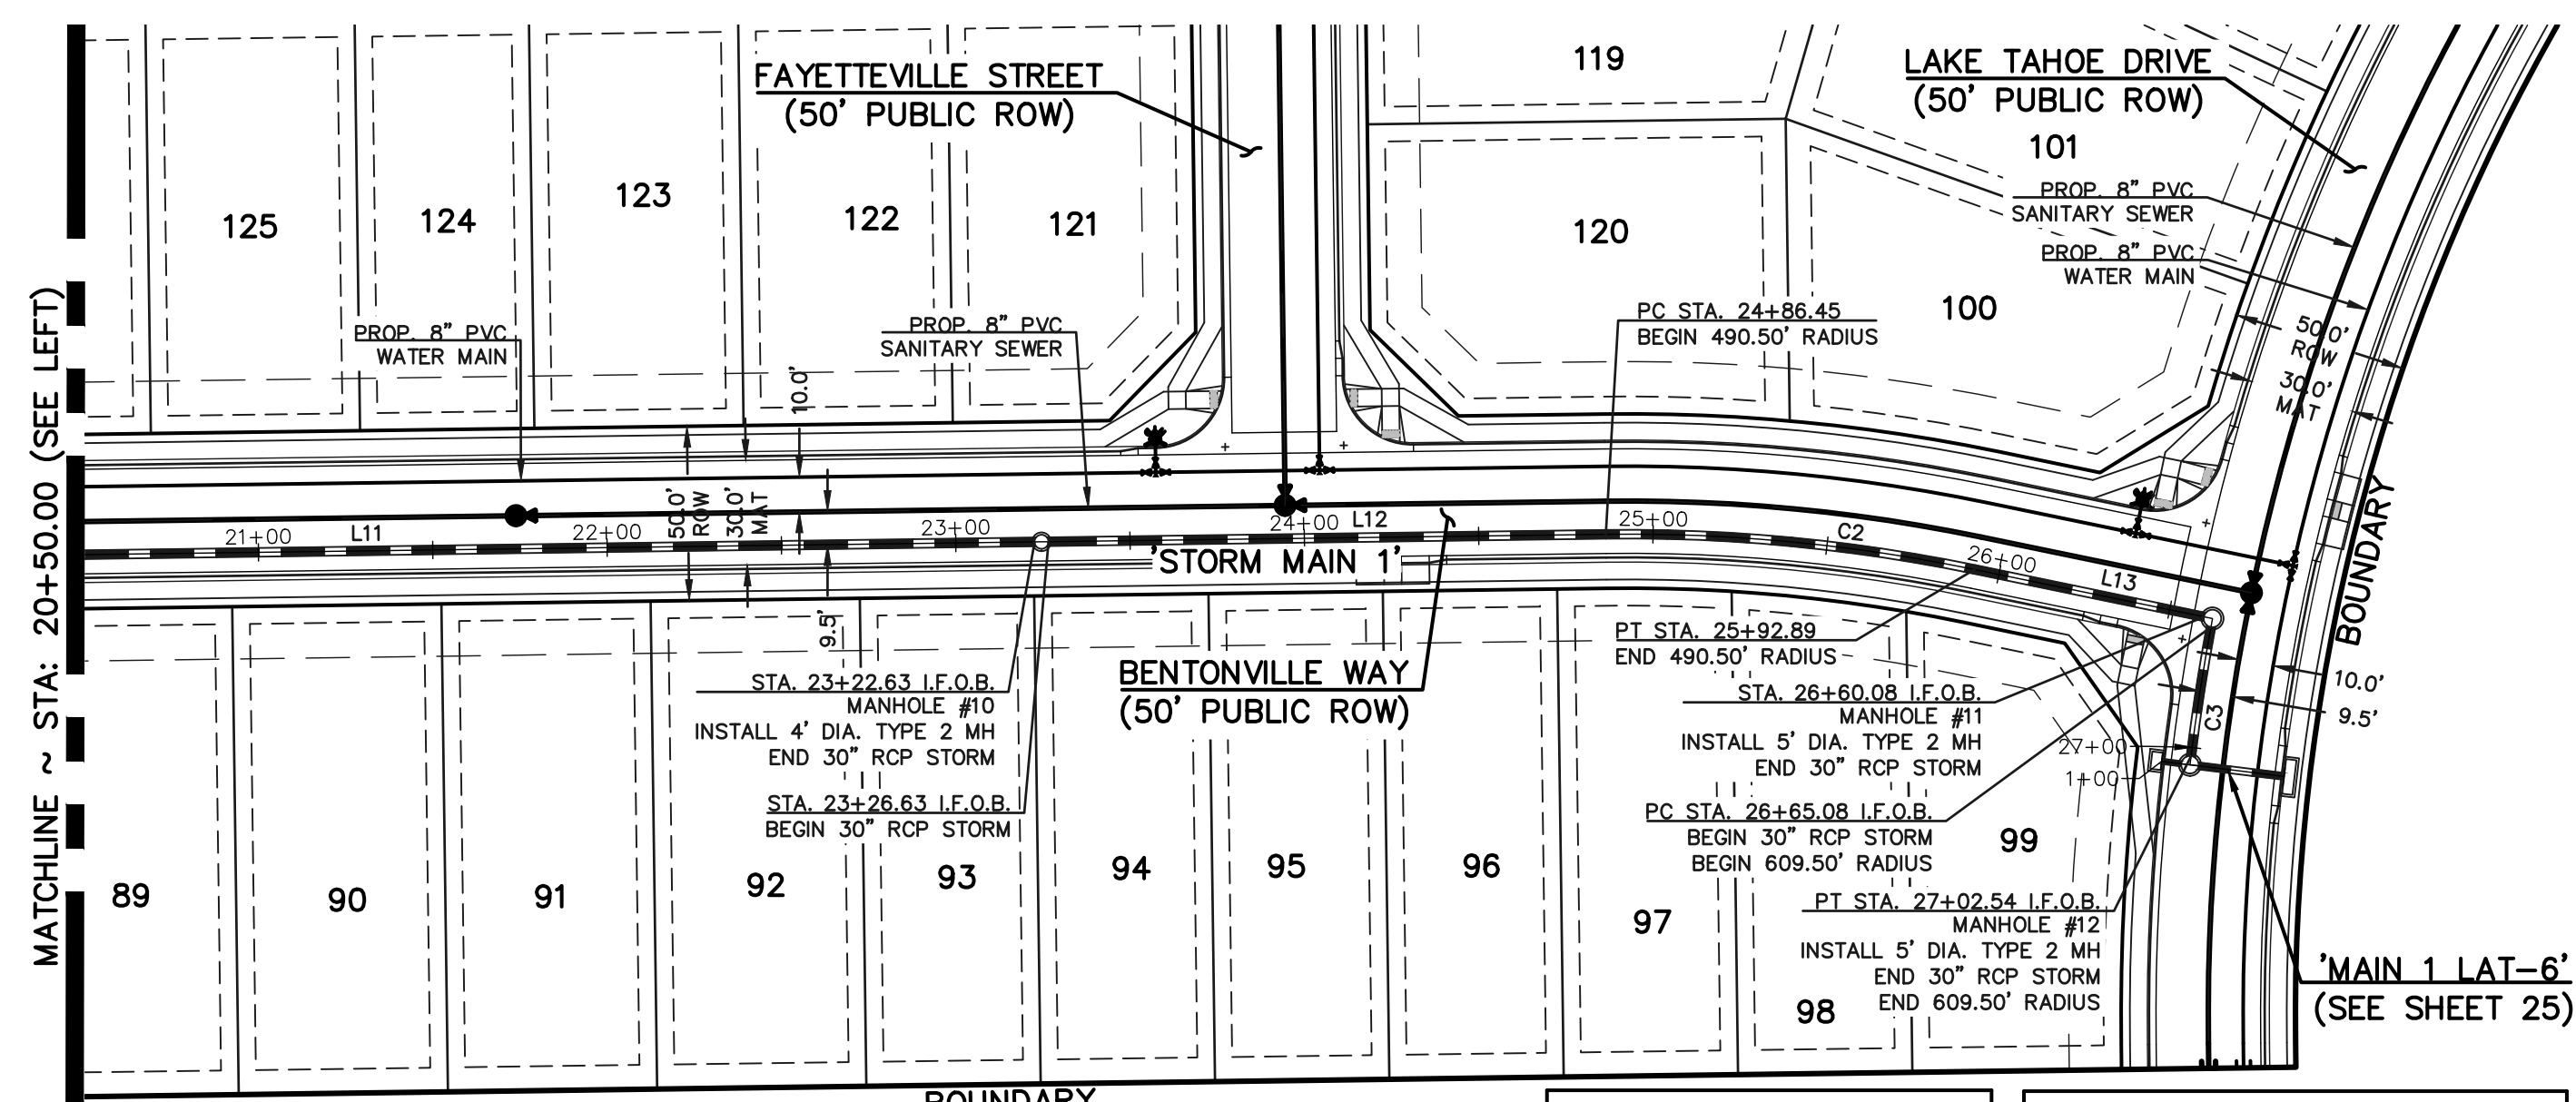 MATCHLINE ~ STA: 20+50.00 (SEE LEFT)
FAYETTEVILLE STREET
(50' PUBLIC ROW)
LAKE TAHOE DRIVE
(50' PUBLIC ROW)
119
101
125
124
123
122
121
120
100
PROP. 8" PVC
SANITARY SEWER
PROP. 8" PVC
WATER MAIN
PROP. 8" PVC
WATER MAIN
PROP. 8" PVC
SANITARY SEWER
PC STA. 24+86.45
BEGIN 490.50' RADIUS
50.0'
ROW
30.0'
MAT
10.0'
50.0'
ROW
30.0'
MAT
9.5'
21+00
L11
22+00
23+00
24+00
L12
25+00
C2
26+00
L13
'STORM MAIN 1'
BOUNDARY
PT STA. 25+92.89
END 490.50' RADIUS
BENTONVILLE WAY
(50' PUBLIC ROW)
STA. 23+22.63 I.F.O.B.
MANHOLE #10
INSTALL 4' DIA. TYPE 2 MH
END 30" RCP STORM
STA. 23+26.63 I.F.O.B.
BEGIN 30" RCP STORM
STA. 26+60.08 I.F.O.B.
MANHOLE #11
INSTALL 5' DIA. TYPE 2 MH
END 30" RCP STORM
PC STA. 26+65.08 I.F.O.B.
BEGIN 30" RCP STORM
BEGIN 609.50' RADIUS
PT STA. 27+02.54 I.F.O.B.
MANHOLE #12
INSTALL 5' DIA. TYPE 2 MH
END 30" RCP STORM
END 609.50' RADIUS
10.0'
9.5'
C3
27+00
1+00
89
90
91
92
93
94
95
96
97
98
99
'MAIN 1 LAT-6'
(SEE SHEET 25)
BOUNDARY